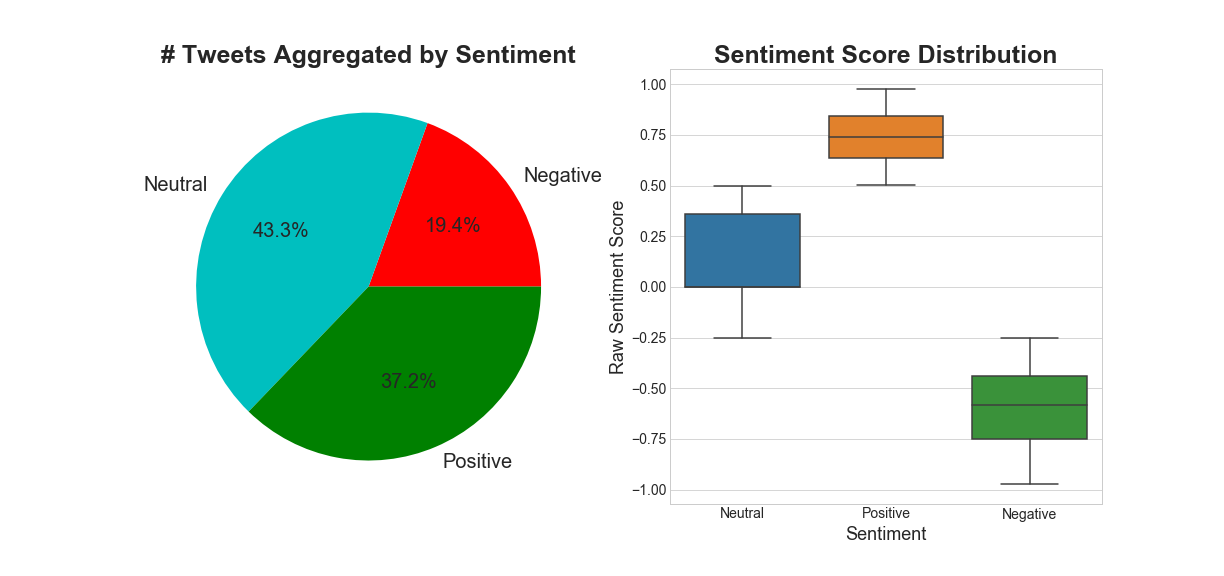 # Tweets Aggregated by Sentiment
Neutral
Negative
43.3%
19.4%
37.2%
Positive
Sentiment Score Distribution
Raw Sentiment Score
1.00
0.75
0.50
0.25
0.00
−0.25
−0.50
−0.75
−1.00
Neutral Positive Negative
Sentiment